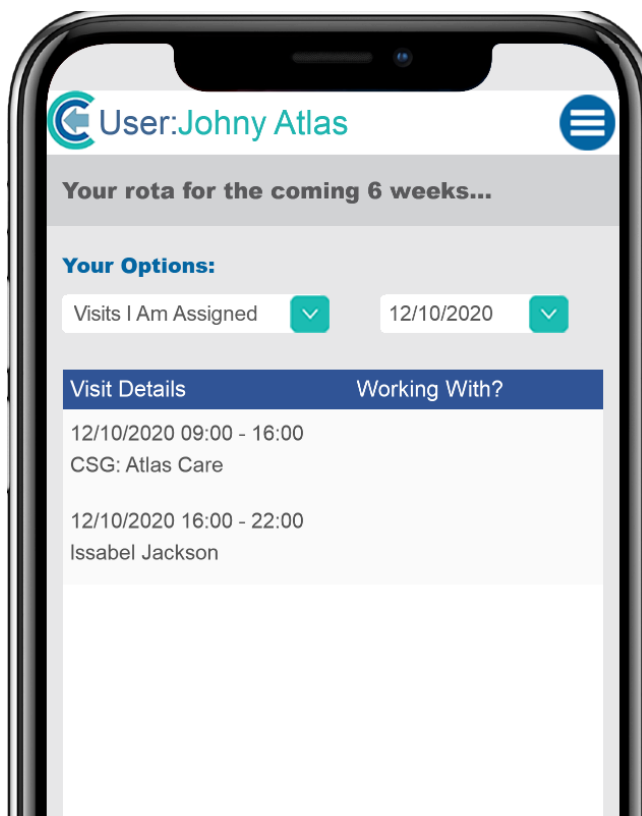 User:Johny Atlas
Your rota for the coming 6 weeks...
Your Options:
Visits I Am Assigned 12/10/2020
Visit Details Working With?
12/10/2020 09:00 - 16:00
CSG: Atlas Care
12/10/2020 16:00 - 22:00
Issabel Jackson